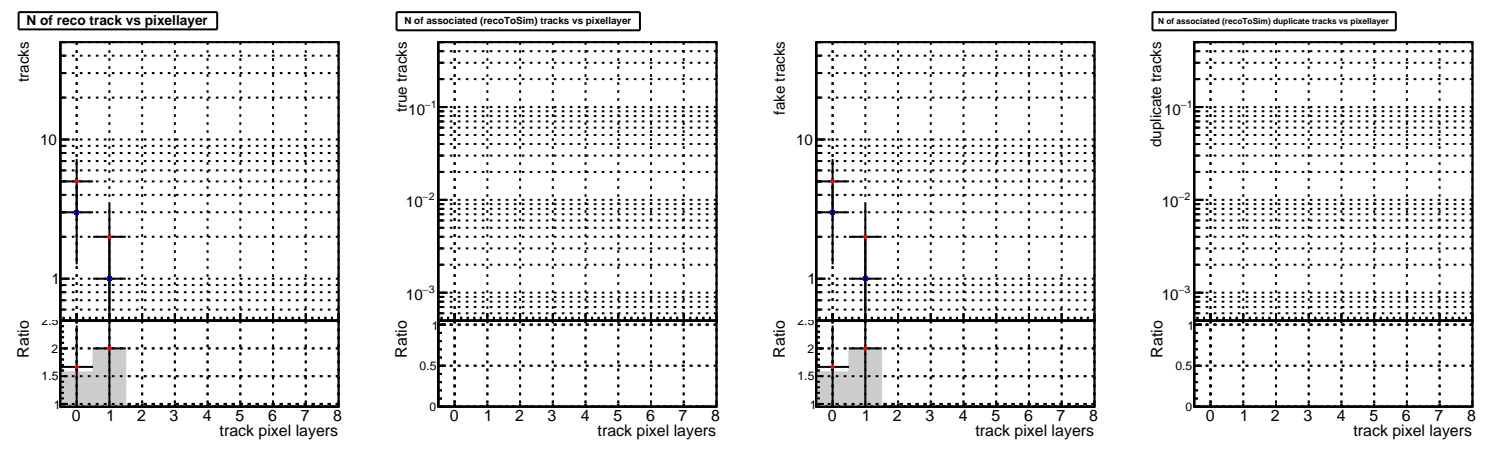 N of reco track vs pixellayer
tracks
10
1
Ratio
2.5
2
1.5
1
0 1 2 3 4 5 6 7 8
track pixel layers
N of associated (recoToSim) tracks vs pixellayer
true tracks
10−1
10−2
10−3
Ratio
1
0.5
0
0 1 2 3 4 5 6 7 8
track pixel layers
fake tracks
10
1
Ratio
2.5
2
1.5
1
0 1 2 3 4 5 6 7 8
track pixel layers
N of associated (recoToSim) duplicate tracks vs pixellayer
duplicate tracks
10−1
10−2
10−3
Ratio
1
0.5
0
0 1 2 3 4 5 6 7 8
track pixel layers